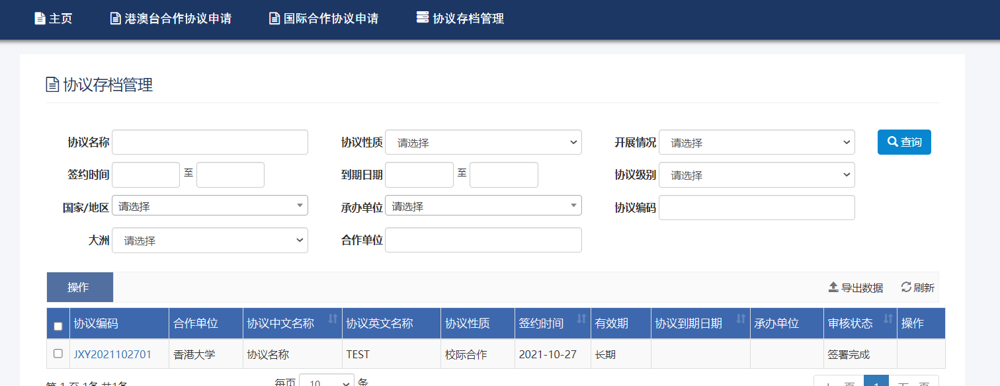 主页 港澳台合作协议申请 国际合作协议申请 协议存档管理
协议存档管理
协议名称 协议性质 请选择 开展情况 请选择 查询
签约时间 至 到期日期 至 协议级别 请选择
国家/地区 请选择 承办单位 请选择 协议编码
大洲 请选择 合作单位
操作 导出数据 刷新
协议编码 合作单位 协议中文名称 协议英文名称 协议性质 签约时间 有效期 协议到期日期 承办单位 审核状态 操作
JXY2021102701 香港大学 协议名称 TEST 校际合作 2021-10-27 长期 签署完成
第 1 至 1条 共1条 每页 10 条 上一页 1 下一页